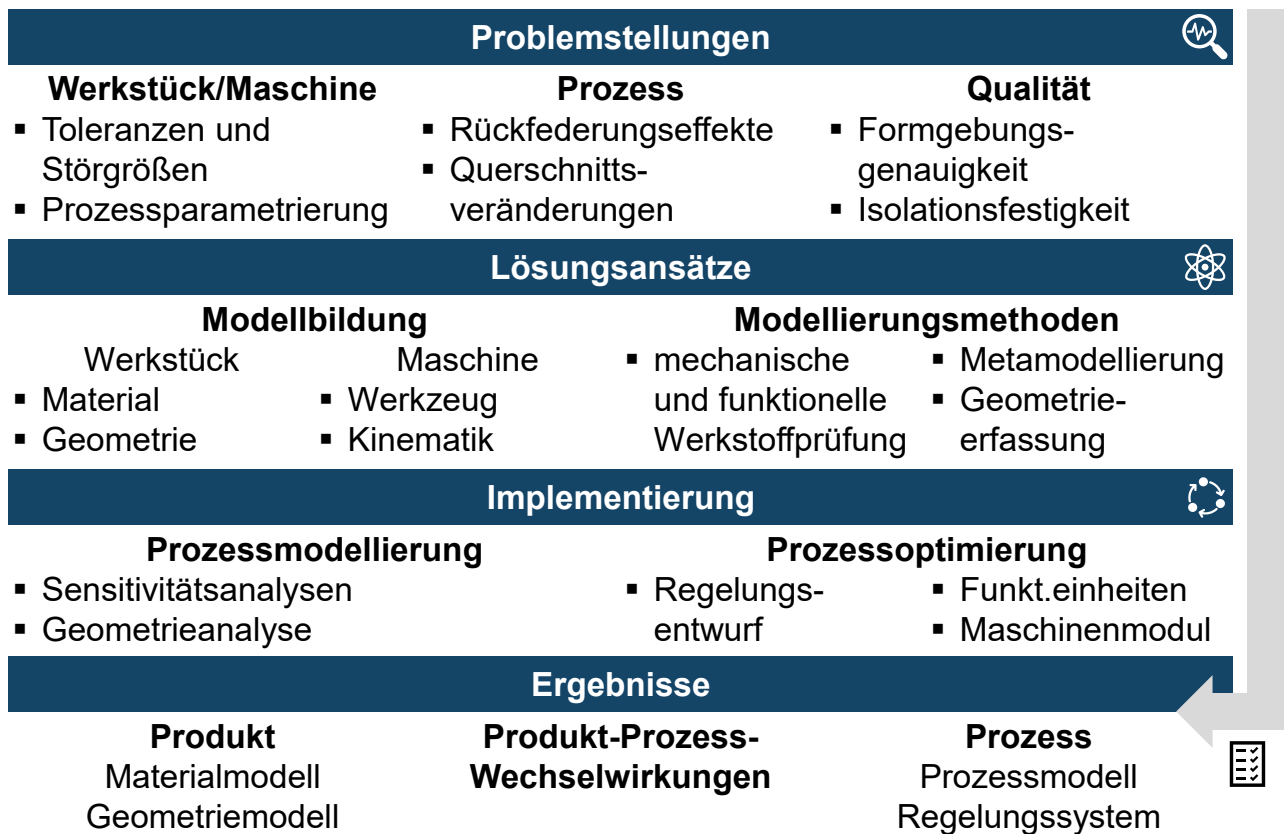 Problemstellungen
Werkstück/Maschine
▪ Toleranzen und
Störgrößen
▪ Prozessparametrierung
Prozess
▪ Rückfederungseffekte
▪ Querschnitts-
veränderungen
Qualität
▪ Formgebungs-
genauigkeit
▪ Isolationsfestigkeit
Lösungsansätze
Modellbildung
Werkstück
▪ Material
▪ Geometrie
Maschine
▪ Werkzeug
▪ Kinematik
Modellierungsmethoden
▪ mechanische
und funktionelle
Werkstoffprüfung
▪ Metamodellierung
▪ Geometrie-
erfassung
Implementierung
Prozessmodellierung
▪ Sensitivitätsanalysen
▪ Geometrieanalyse
Prozessoptimierung
▪ Regelungs-
entwurf
▪ Funkt.einheiten
▪ Maschinenmodul
Ergebnisse
Produkt
Materialmodell
Geometriemodell
Produkt-Prozess-
Wechselwirkungen
Prozess
Prozessmodell
Regelungssystem